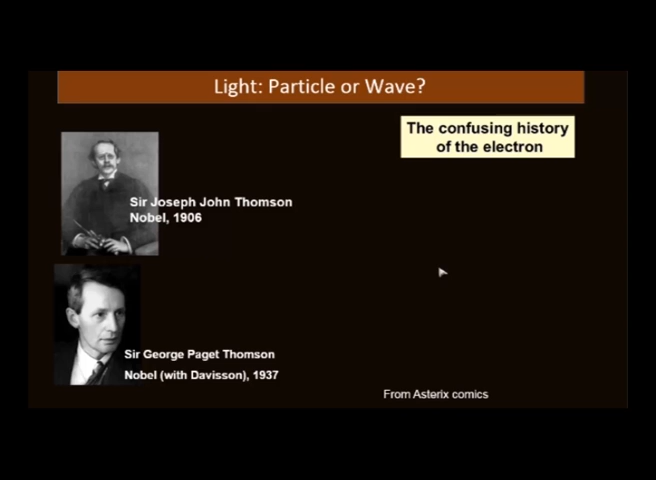 Light: Particle or Wave?
The confusing history
of the electron
Sir Joseph John Thomson
Nobel, 1906
Sir George Paget Thomson
Nobel (with Davisson), 1937
From Asterix comics